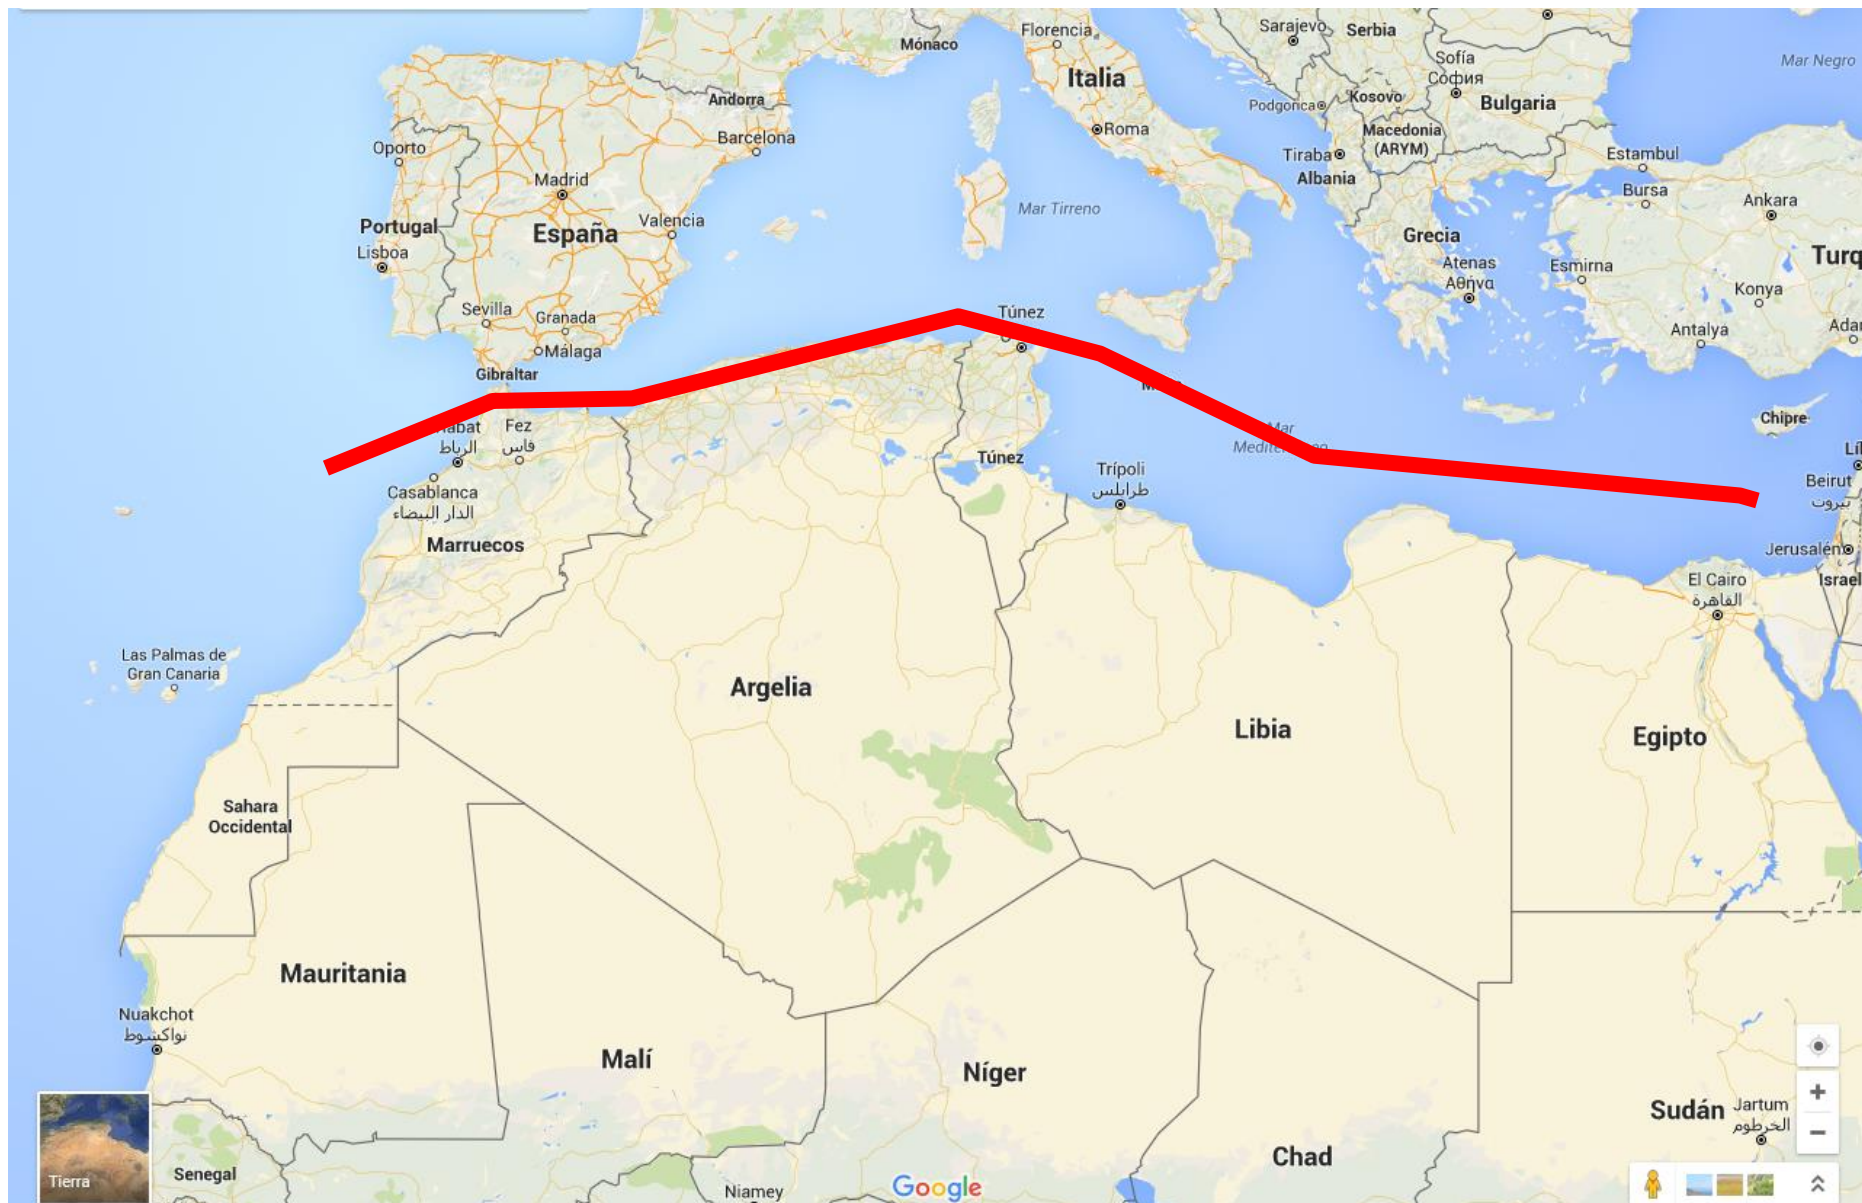 Mónaco
Florencia
Sarajevo
Serbia
Mar Negro
Italia
Sofía
София
Andorra
Podgorica
Kosovo
Bulgaria
Barcelona
Roma
Macedonia
(ARYM)
Oporto
Tiraba
Albania
Estambul
Madrid
Bursa
Ankara
Portugal
España
Valencia
Mar Tirreno
Grecia
Lisboa
Atenas
Αθήνα
Esmirna
Turq
Konya
Sevilla
Granada
Túnez
Antalya
Adar
Málaga
Gibraltar
Chipre
Fez
فاس
الرباط
Mar
Túnez
Trípoli
طرابلس
Casablanca
الدار البيضاء
Beirut
بيروت
Marruecos
Jerusalén
Israel
El Cairo
القاهرة
Las Palmas de
Gran Canaria
Argelia
Libia
Egipto
Sahara
Occidental
Mauritania
Nuakchot
نواكشوط
Malí
Níger
Sudán
Jartum
الخرطوم
Chad
Senegal
Tierra
Niamey
Google